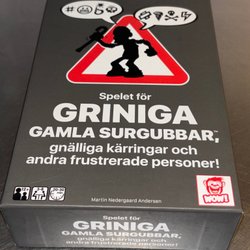 Spelet för
GRINIGA
GAMLA SURGUBBAR,
gnälliga kärringar och
andra frustrerade personer!
Martin Nedergaard Andersen
WOW!
Spelet för
GRINIGA
GAMLA SURGUBBAR,
gnälliga kärringar och
andra frustrerade personer!